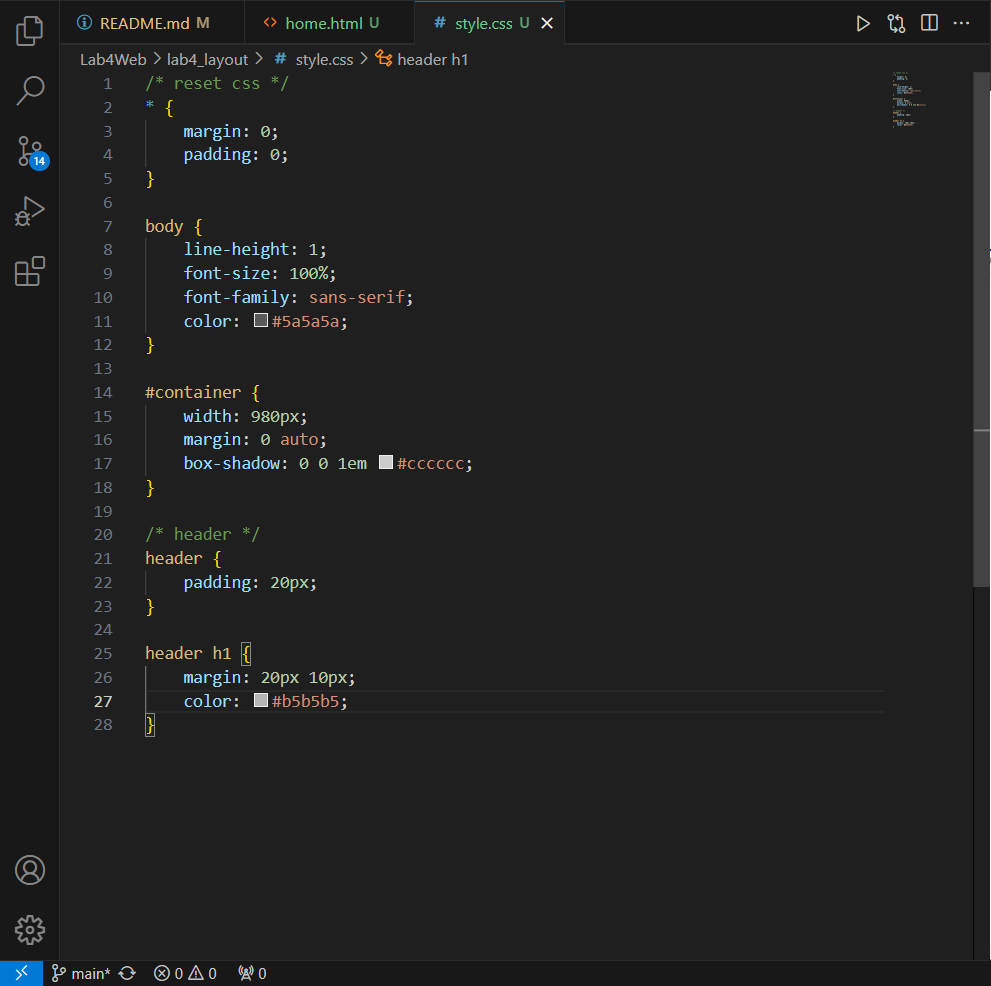 README.md M
home.html U
# style.css U
Lab4Web > lab4_layout > # style.css > header h1
1 /* reset css */
2 * {
3     margin: 0;
4     padding: 0;
5 }
6
7 body {
8     line-height: 1;
9     font-size: 100%;
10     font-family: sans-serif;
11     color: #5a5a5a;
12 }
13
14 #container {
15     width: 980px;
16     margin: 0 auto;
17     box-shadow: 0 0 1em #cccccc;
18 }
19
20 /* header */
21 header {
22     padding: 20px;
23 }
24
25 header h1 {
26     margin: 20px 10px;
27     color: #b5b5b5;
28 }
14
main* 0 0 0